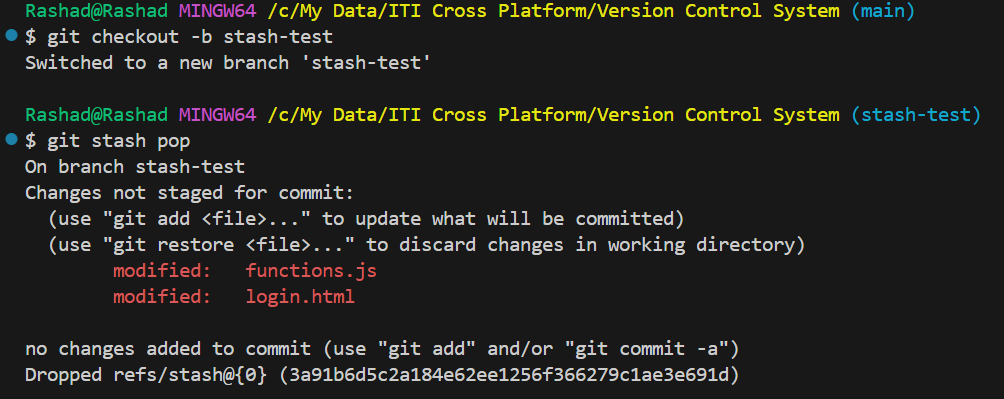 Rashad@Rashad MINGW64 /c/My Data/ITI Cross Platform/Version Control System (main)
$ git checkout -b stash-test
Switched to a new branch 'stash-test'
Rashad@Rashad MINGW64 /c/My Data/ITI Cross Platform/Version Control System (stash-test)
$ git stash pop
On branch stash-test
Changes not staged for commit:
  (use "git add <file>..." to update what will be committed)
  (use "git restore <file>..." to discard changes in working directory)
        modified:   functions.js
        modified:   login.html
no changes added to commit (use "git add" and/or "git commit -a")
Dropped refs/stash@{0} (3a91b6d5c2a184e62ee1256f366279c1ae3e691d)